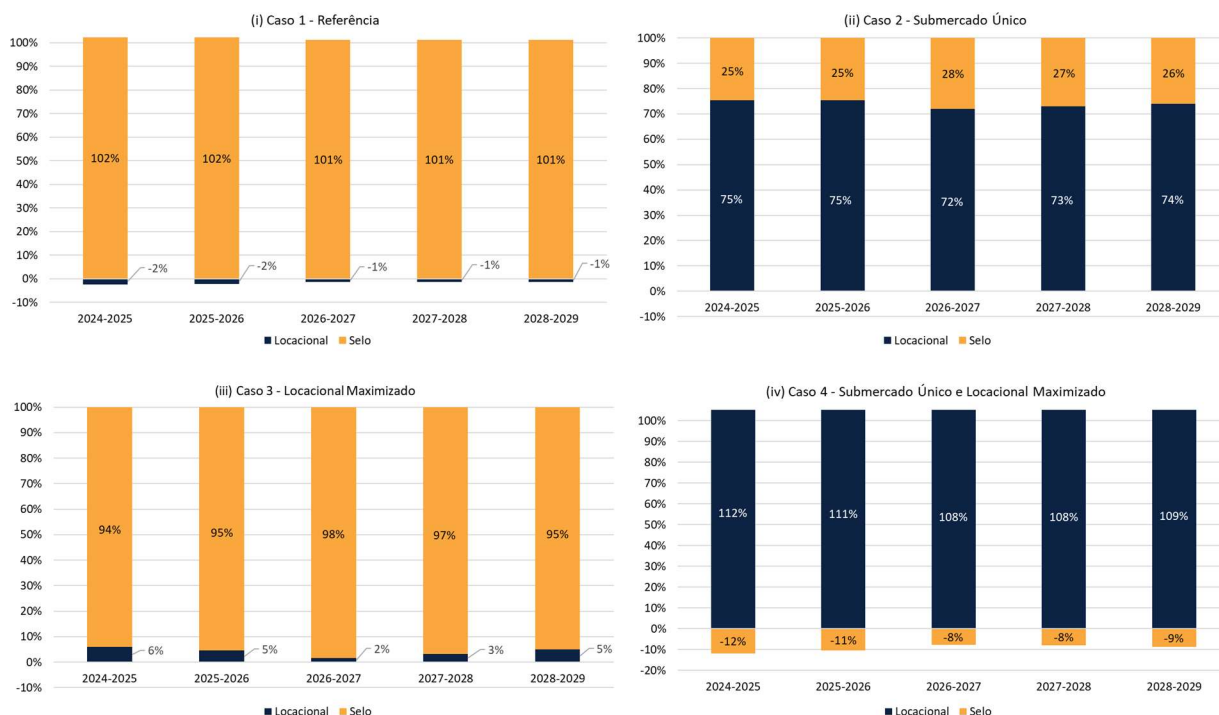 (i) Caso 1 - Referência
100%
90%
80%
70%
60%
50%
40%
30%
20%
10%
0%
-10%
102% 102% 101% 101% 101%
-2% -2% -1% -1% -1%
2024-2025 2025-2026 2026-2027 2027-2028 2028-2029
Locacional Selo
(ii) Caso 2 - Submercado Único
100%
90%
80%
70%
60%
50%
40%
30%
20%
10%
0%
-10%
25% 25% 28% 27% 26%
75% 75% 72% 73% 74%
2024-2025 2025-2026 2026-2027 2027-2028 2028-2029
Locacional Selo
(iii) Caso 3 - Locacional Maximizado
100%
90%
80%
70%
60%
50%
40%
30%
20%
10%
0%
-10%
94% 95% 98% 97% 95%
6% 5% 2% 3% 5%
2024-2025 2025-2026 2026-2027 2027-2028 2028-2029
Locacional Selo
(iv) Caso 4 - Submercado Único e Locacional Maximizado
100%
90%
80%
70%
60%
50%
40%
30%
20%
10%
0%
-10%
-20%
112% 111% 108% 108% 109%
-12% -11% -8% -8% -9%
2024-2025 2025-2026 2026-2027 2027-2028 2028-2029
Locacional Selo